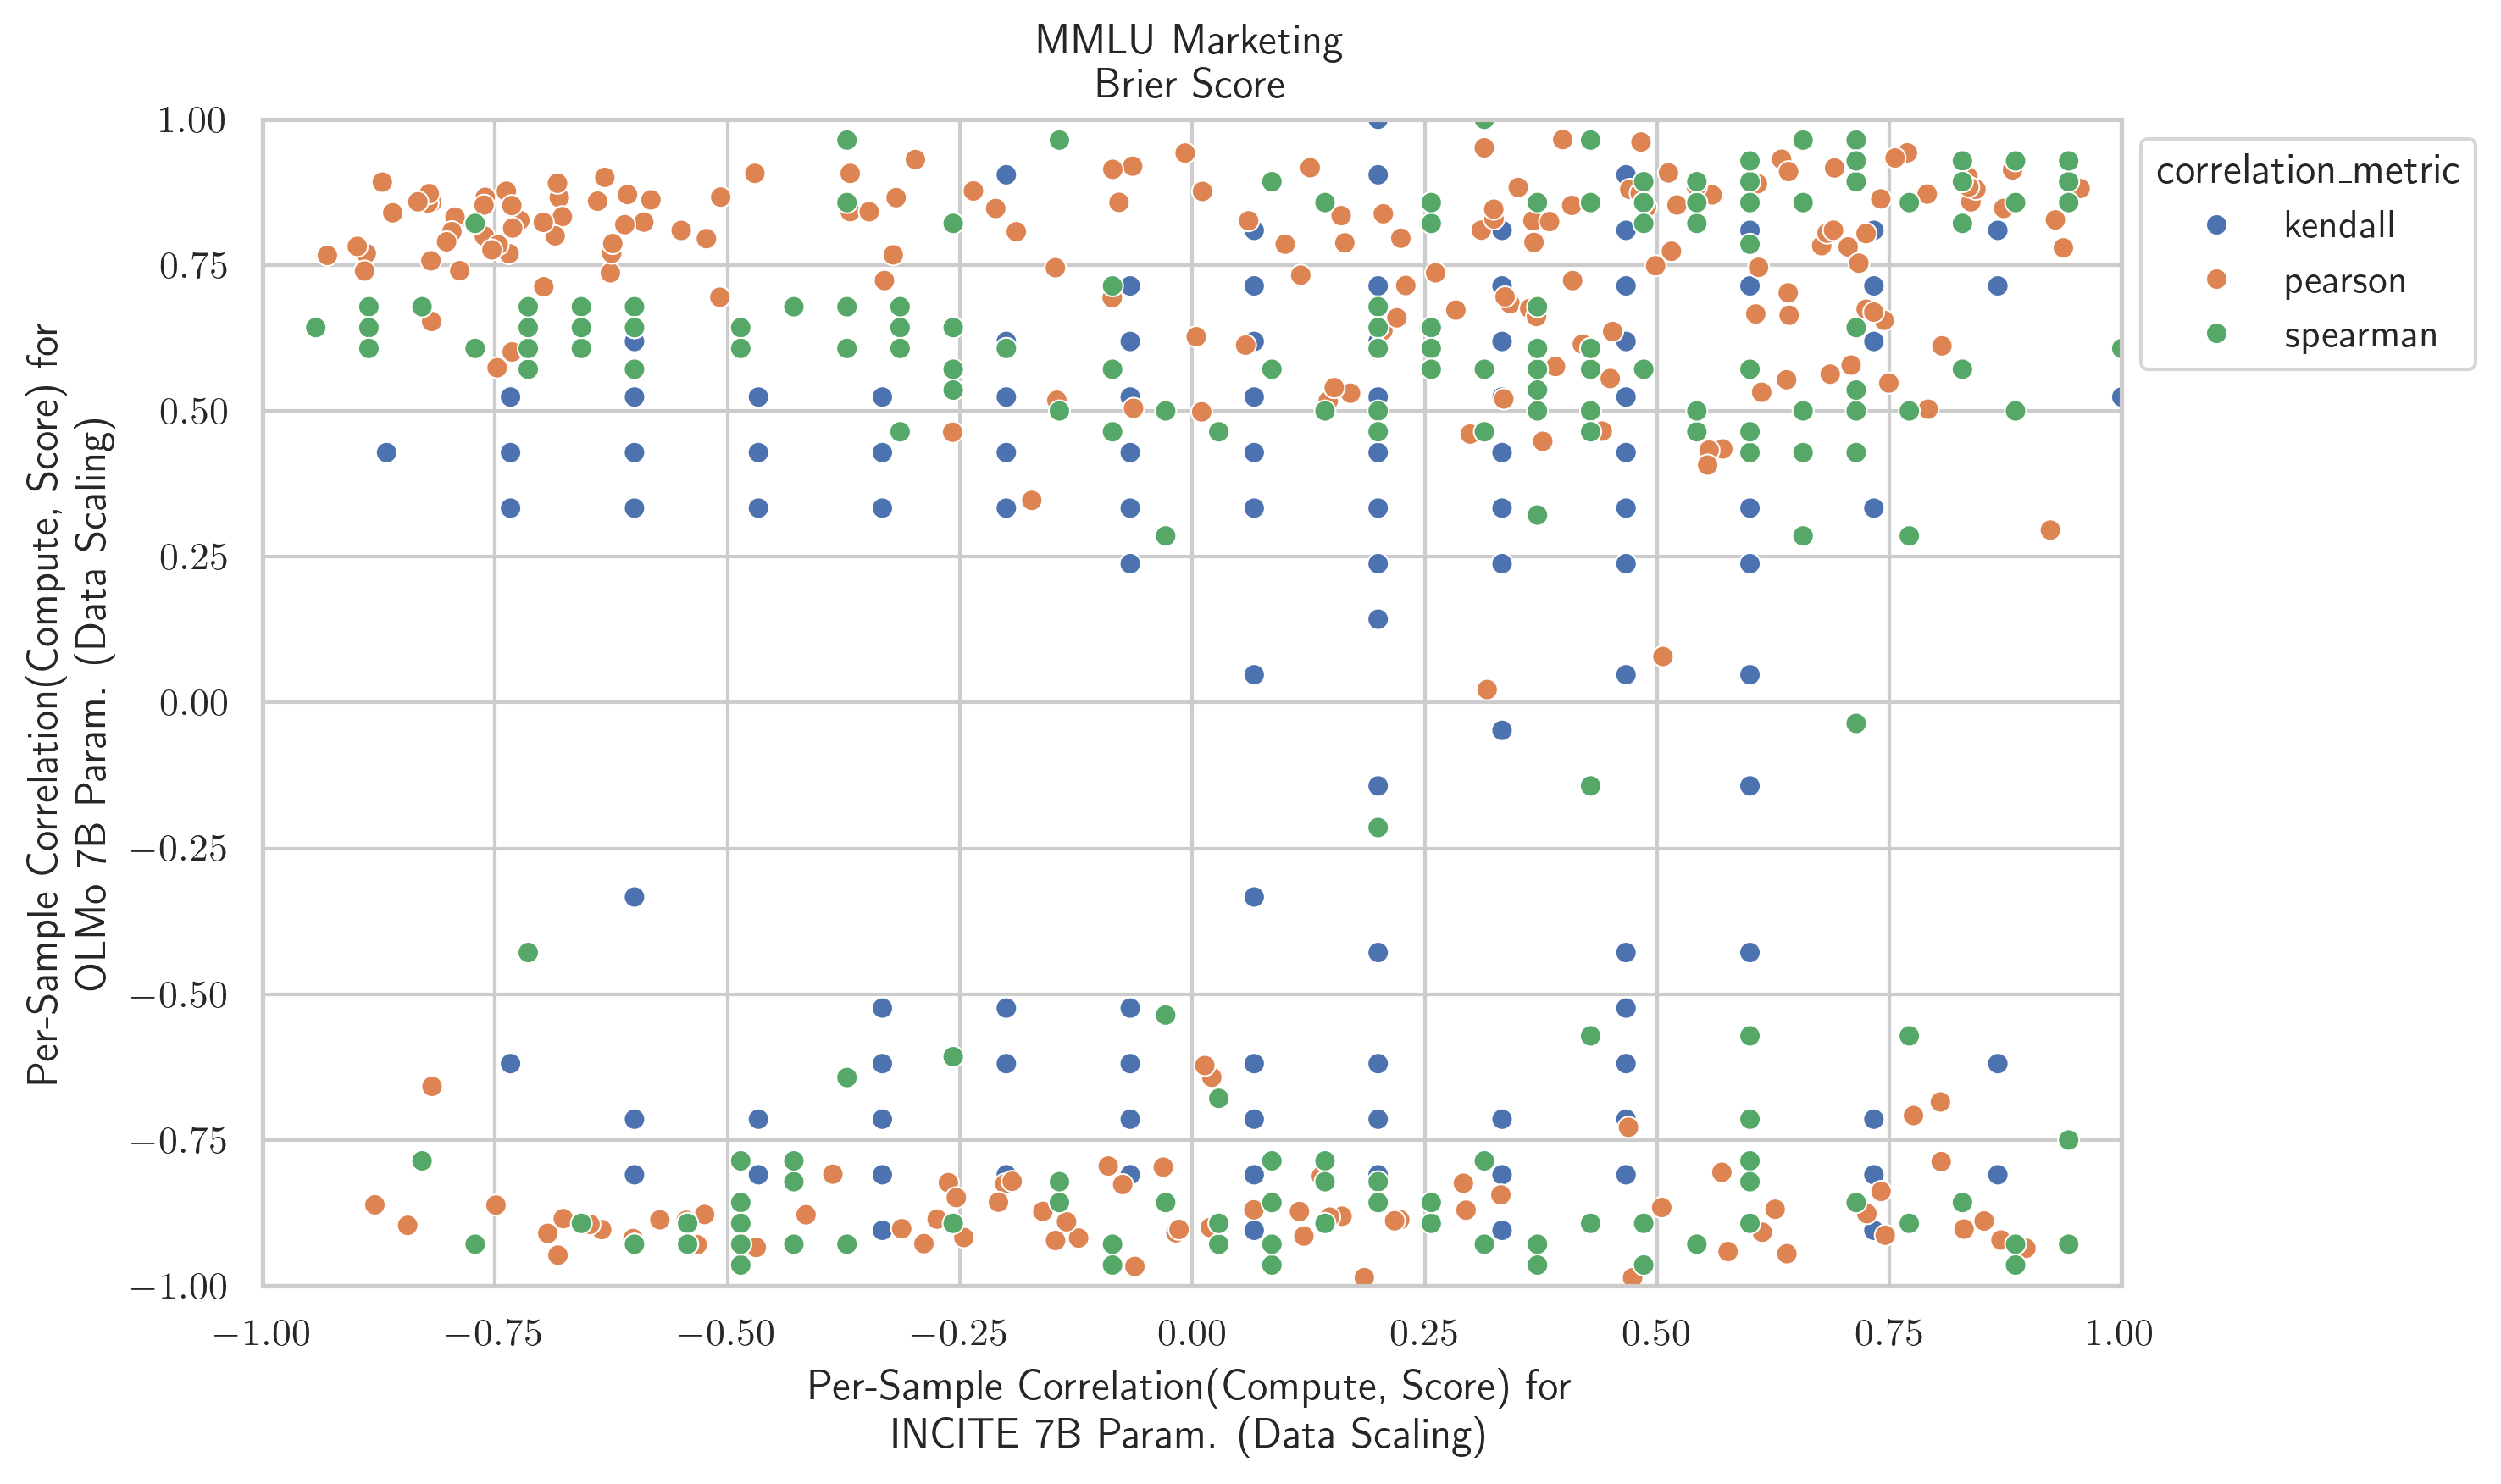 MMLU Marketing
Brier Score
Per-Sample Correlation(Compute, Score) for
OLMo 7B Param. (Data Scaling)
1.00
0.75
0.50
0.25
0.00
−0.25
−0.50
−0.75
−1.00
−1.00 −0.75 −0.50 −0.25 0.00 0.25 0.50 0.75 1.00
Per-Sample Correlation(Compute, Score) for
INCITE 7B Param. (Data Scaling)
correlation_metric
kendall
pearson
spearman